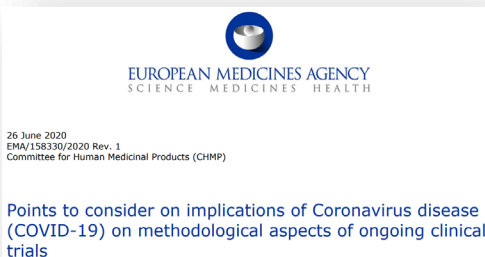 EUROPEAN MEDICINES AGENCY
SCIENCE MEDICINES HEALTH
26 June 2020
EMA/158330/2020 Rev. 1
Committee for Human Medicinal Products (CHMP)
Points to consider on implications of Coronavirus disease
(COVID-19) on methodological aspects of ongoing clinical
trials